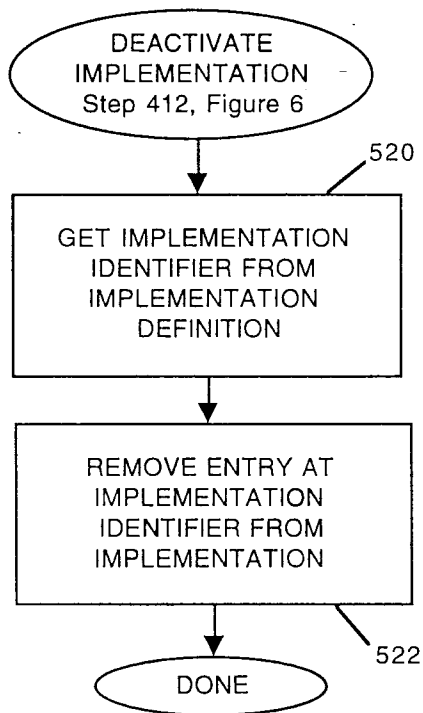 DEACTIVATE
IMPLEMENTATION
Step 412, Figure 6
520
GET IMPLEMENTATION
IDENTIFIER FROM
IMPLEMENTATION
DEFINITION
REMOVE ENTRY AT
IMPLEMENTATION
IDENTIFIER FROM
IMPLEMENTATION
522
DONE